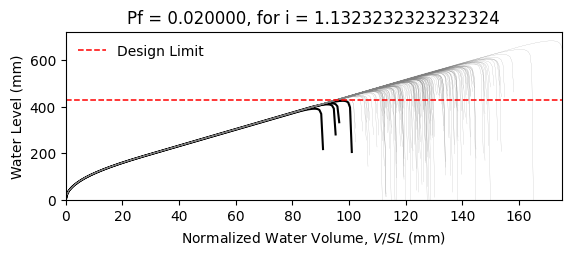 Pf = 0.020000, for i = 1.1323232323232324
Water Level (mm)
600
400
200
0
Design Limit
0 20 40 60 80 100 120 140 160
Normalized Water Volume, V/SL (mm)